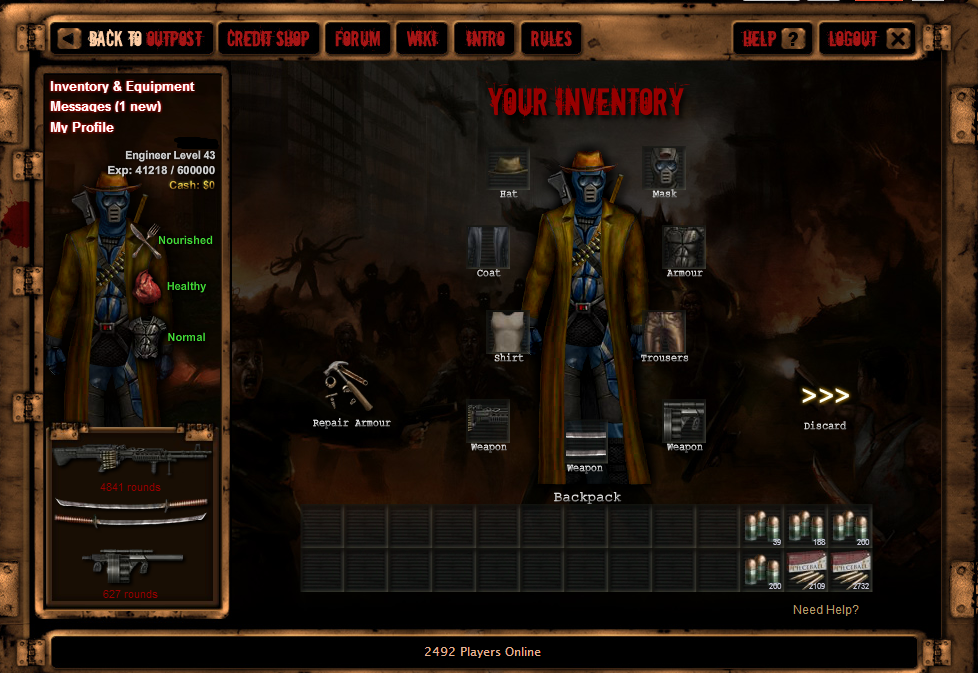 BACK TO OUTPOST
CREDIT SHOP
FORUM
WIKI
INTRO
RULES
HELP ?
LOGOUT X
Inventory & Equipment
Messages (1 new)
My Profile
Engineer Level 43
Exp: 41218 / 600000
Cash: $0
Nourished
Healthy
Normal
4841 rounds
627 rounds
YOUR INVENTORY
Hat
Mask
Coat
Armour
Shirt
Trousers
Repair Armour
>>>
Discard
Weapon
Weapon
Weapon
Backpack
39
188
200
200
2109
2732
Need Help?
2492 Players Online